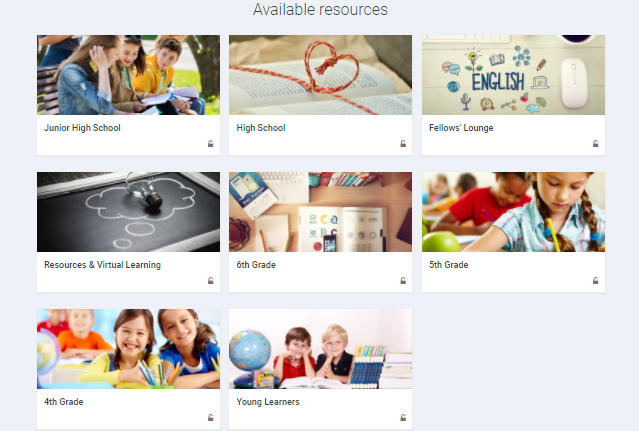 Available resources
Junior High School
High School
ENGLISH
Fellows' Lounge
Resources & Virtual Learning
6th Grade
5th Grade
4th Grade
Young Learners